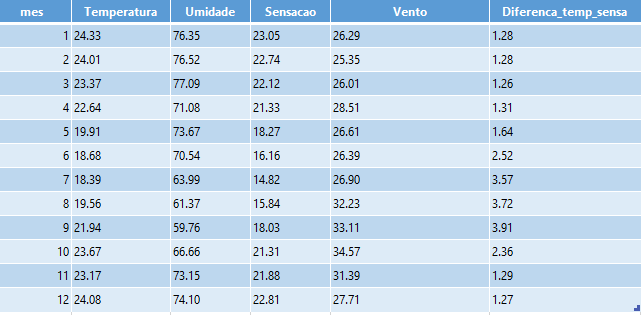 mes Temperatura Umidade Sensacao Vento Diferenca_temp_sensa
1 24.33 76.35 23.05 26.29 1.28
2 24.01 76.52 22.74 25.35 1.28
3 23.37 77.09 22.12 26.01 1.26
4 22.64 71.08 21.33 28.51 1.31
5 19.91 73.67 18.27 26.61 1.64
6 18.68 70.54 16.16 26.39 2.52
7 18.39 63.99 14.82 26.90 3.57
8 19.56 61.37 15.84 32.23 3.72
9 21.94 59.76 18.03 33.11 3.91
10 23.67 66.66 21.31 34.57 2.36
11 23.17 73.15 21.88 31.39 1.29
12 24.08 74.10 22.81 27.71 1.27